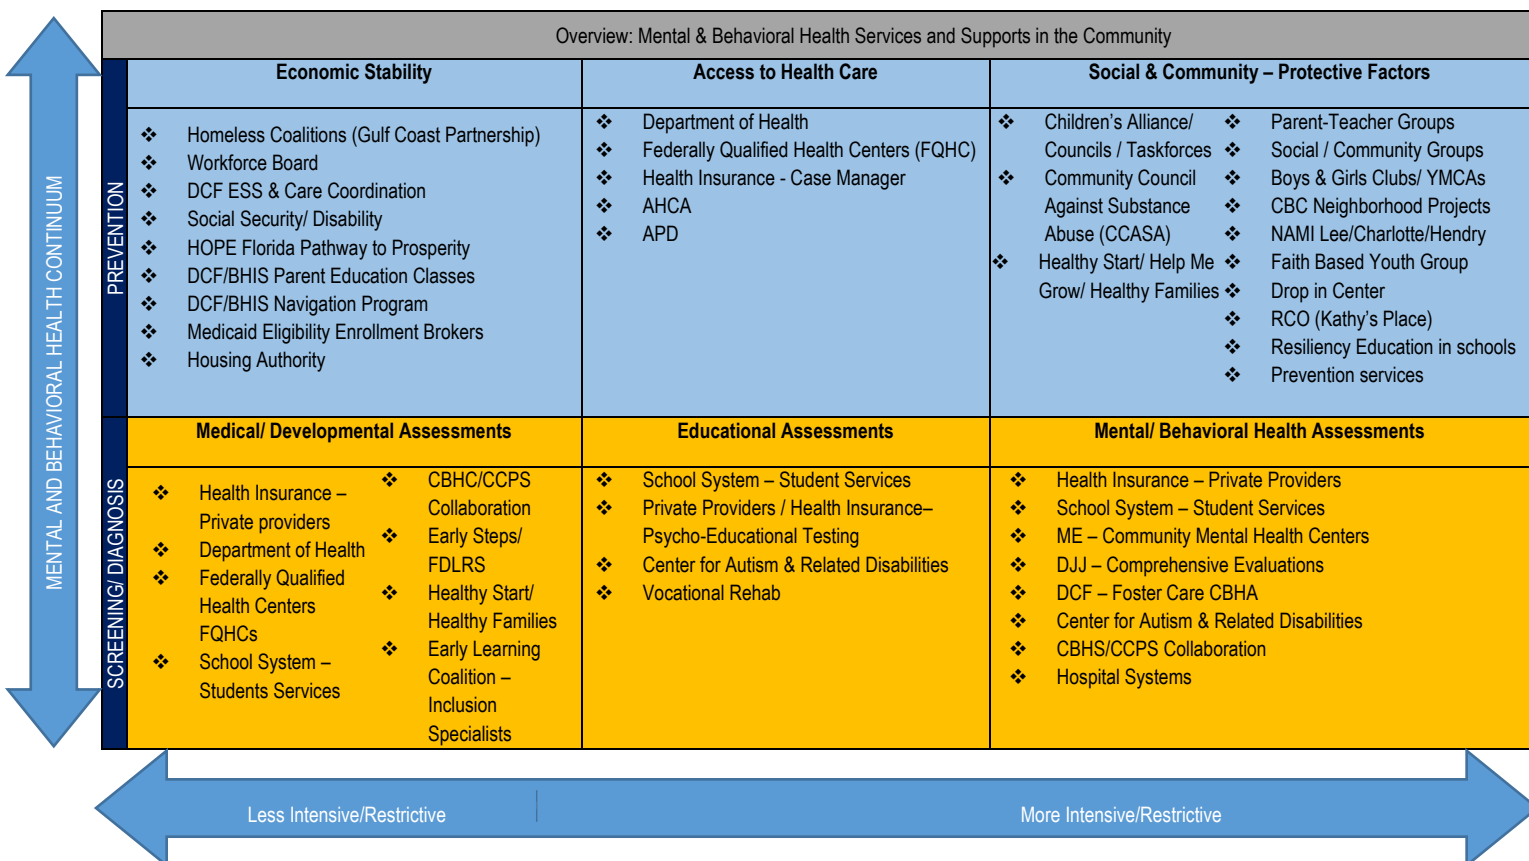 Overview: Mental & Behavioral Health Services and Supports in the Community
MENTAL AND BEHAVIORAL HEALTH CONTINUUM
PREVENTION
Economic Stability
❖ Homeless Coalitions (Gulf Coast Partnership)
❖ Workforce Board
❖ DCF ESS & Care Coordination
❖ Social Security/ Disability
❖ HOPE Florida Pathway to Prosperity
❖ DCF/BHIS Parent Education Classes
❖ DCF/BHIS Navigation Program
❖ Medicaid Eligibility Enrollment Brokers
❖ Housing Authority
Access to Health Care
❖ Department of Health
❖ Federally Qualified Health Centers (FQHC)
❖ Health Insurance - Case Manager
❖ AHCA
❖ APD
Social & Community – Protective Factors
❖ Children's Alliance/
Councils / Taskforces
❖ Community Council
Against Substance
Abuse (CCASA)
❖ Healthy Start/ Help Me
Grow/ Healthy Families
❖ Parent-Teacher Groups
❖ Social / Community Groups
❖ Boys & Girls Clubs/ YMCAs
❖ CBC Neighborhood Projects
❖ NAMI Lee/Charlotte/Hendry
❖ Faith Based Youth Group
❖ Drop in Center
❖ RCO (Kathy's Place)
❖ Resiliency Education in schools
❖ Prevention services
SCREENING/ DIAGNOSIS
Medical/ Developmental Assessments
❖ Health Insurance –
Private providers
❖ Department of Health
❖ Federally Qualified
Health Centers
FQHCs
❖ School System –
Students Services
❖ CBHC/CCPS
Collaboration
❖ Early Steps/
FDLRS
❖ Healthy Start/
Healthy Families
❖ Early Learning
Coalition –
Inclusion
Specialists
Educational Assessments
❖ School System – Student Services
❖ Private Providers / Health Insurance–
Psycho-Educational Testing
❖ Center for Autism & Related Disabilities
❖ Vocational Rehab
Mental/ Behavioral Health Assessments
❖ Health Insurance – Private Providers
❖ School System – Student Services
❖ ME – Community Mental Health Centers
❖ DJJ – Comprehensive Evaluations
❖ DCF – Foster Care CBHA
❖ Center for Autism & Related Disabilities
❖ CBHS/CCPS Collaboration
❖ Hospital Systems
Less Intensive/Restrictive
More Intensive/Restrictive